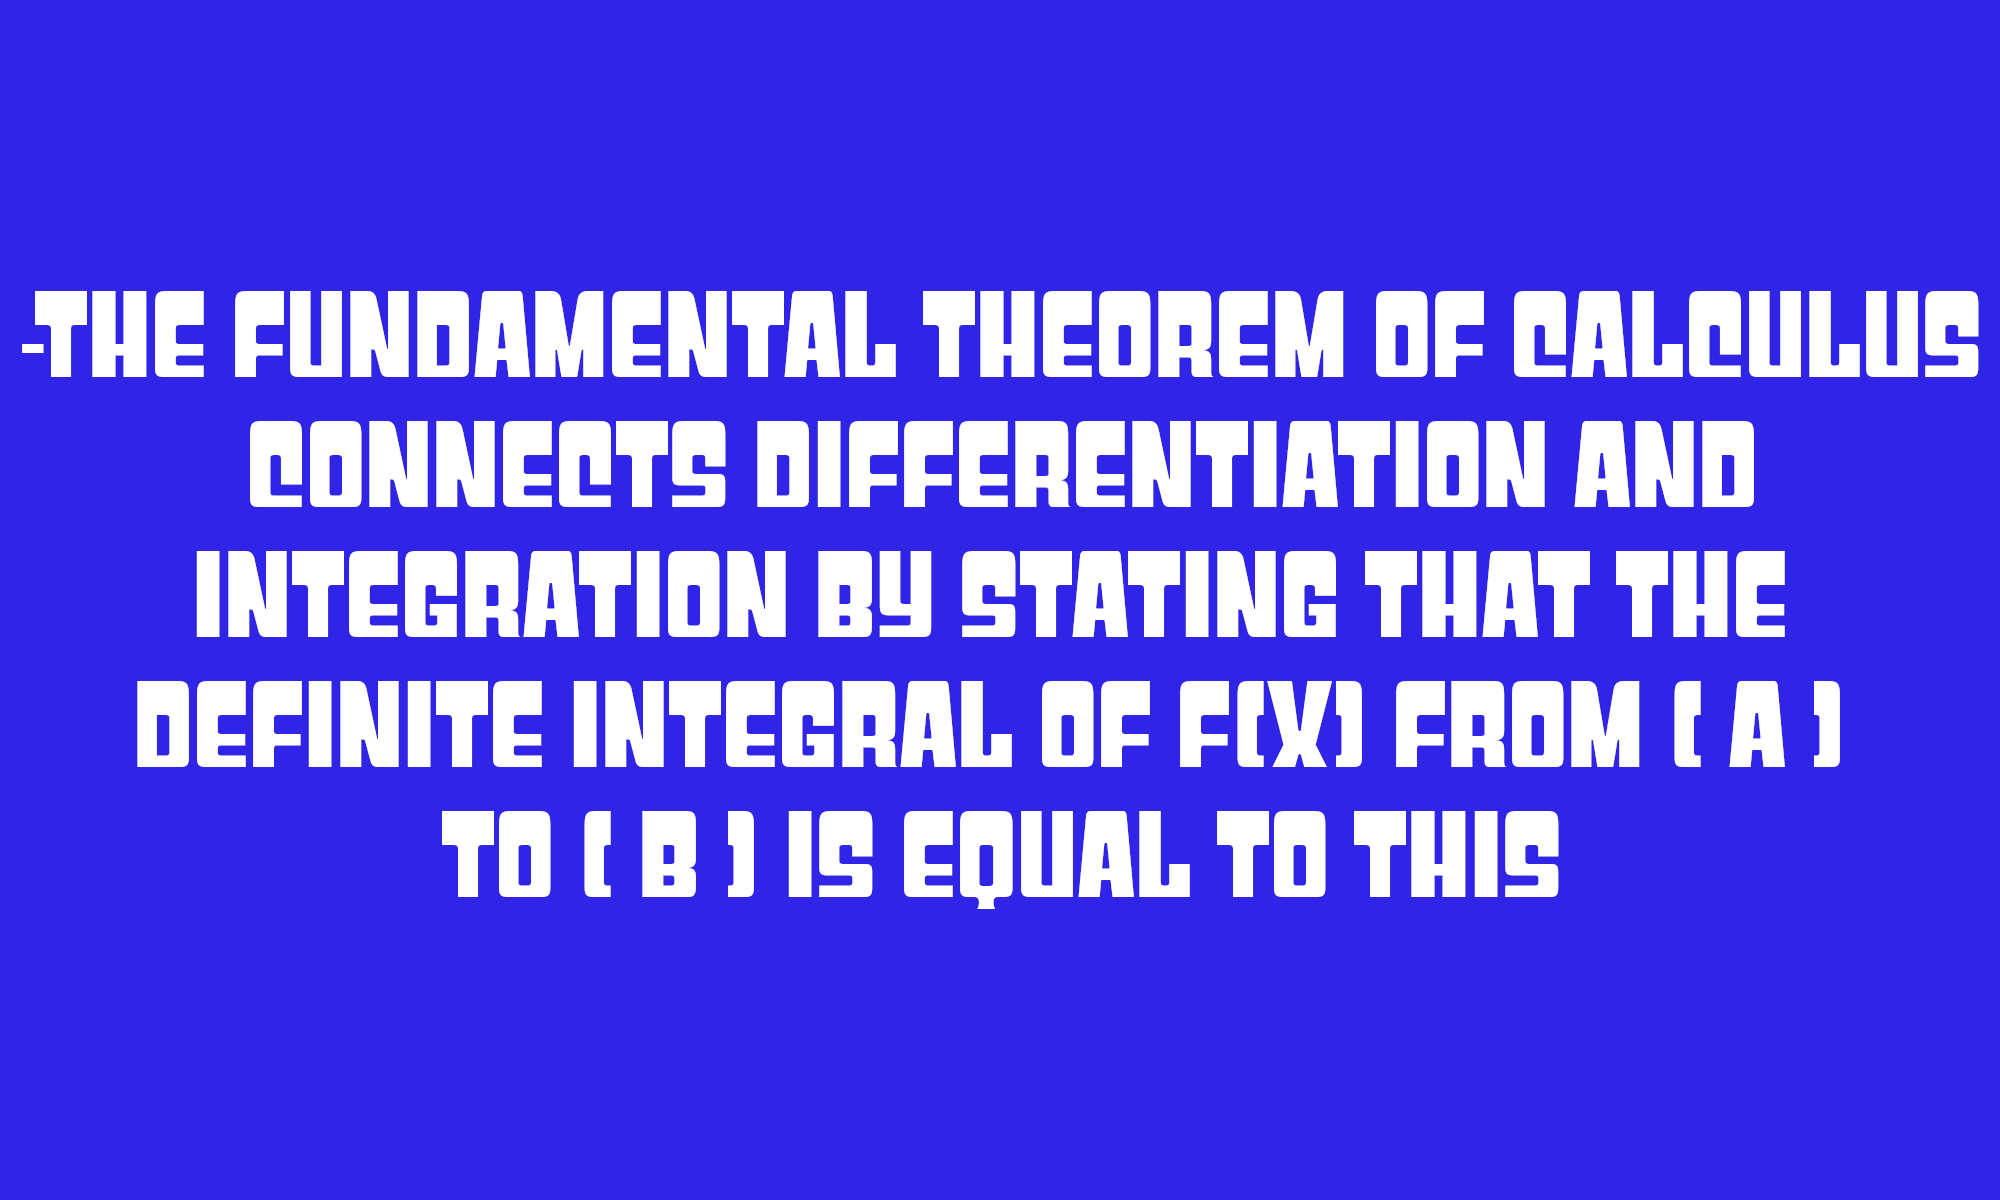 -THE FUNDAMENTAL THEOREM OF CALCULUS
CONNECTS DIFFERENTIATION AND
INTEGRATION BY STATING THAT THE
DEFINITE INTEGRAL OF F(X) FROM ( A )
TO ( B ) IS EQUAL TO THIS